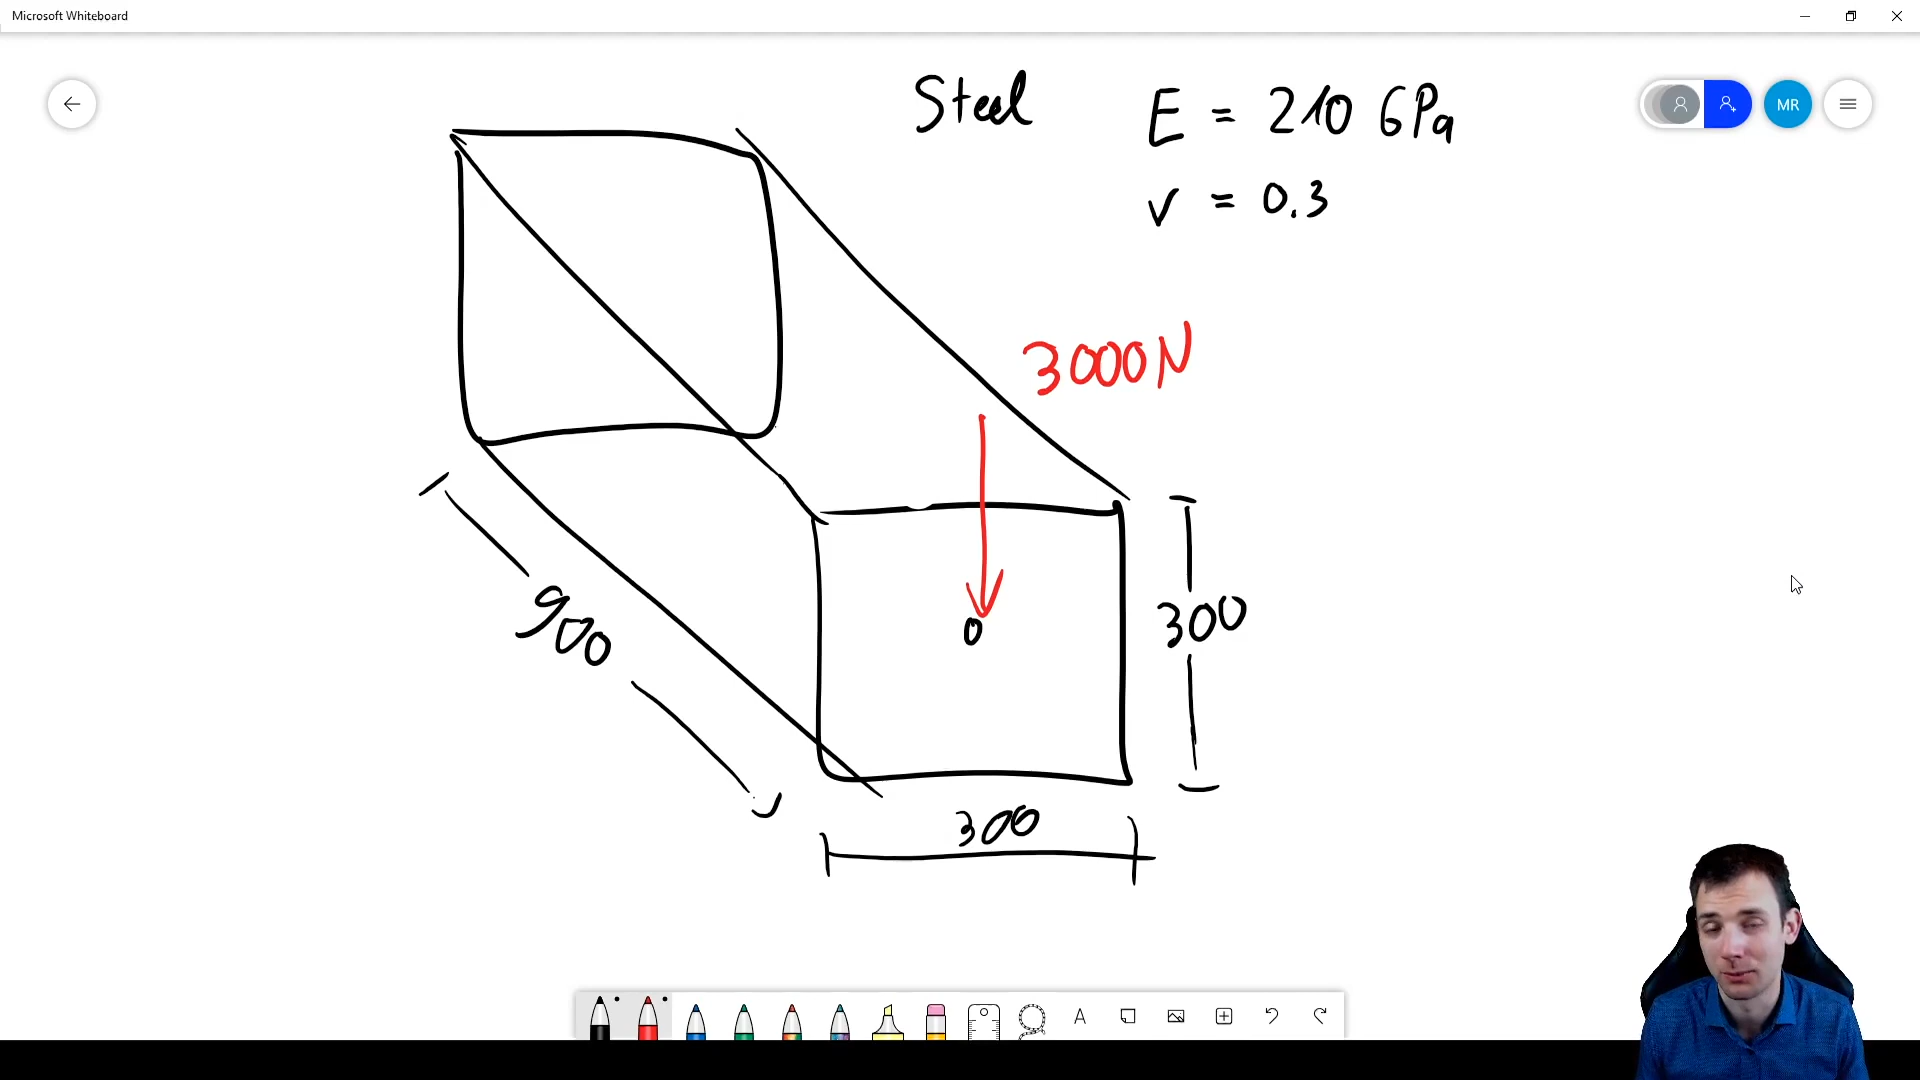 Microsoft Whiteboard
Steel
E = 210 GPa
MR
ν = 0.3
3000N
900
0
300
300
A